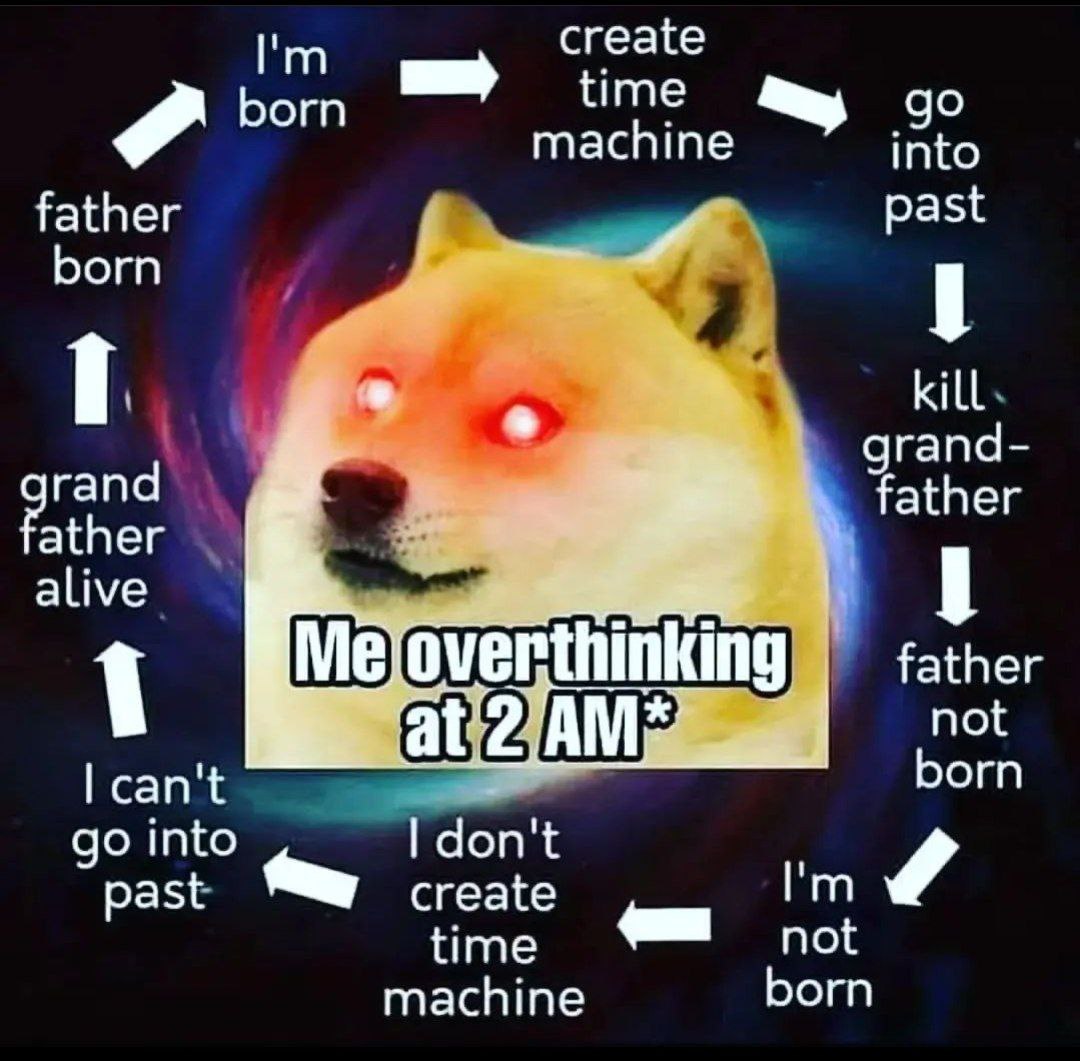 I'm
born
create
time
machine
go
into
past
kill
grand-
father
father
not
born
I'm
not
born
I don't
create
time
machine
I can't
go into
past
grand
father
alive
father
born
Me overthinking
at 2 AM*